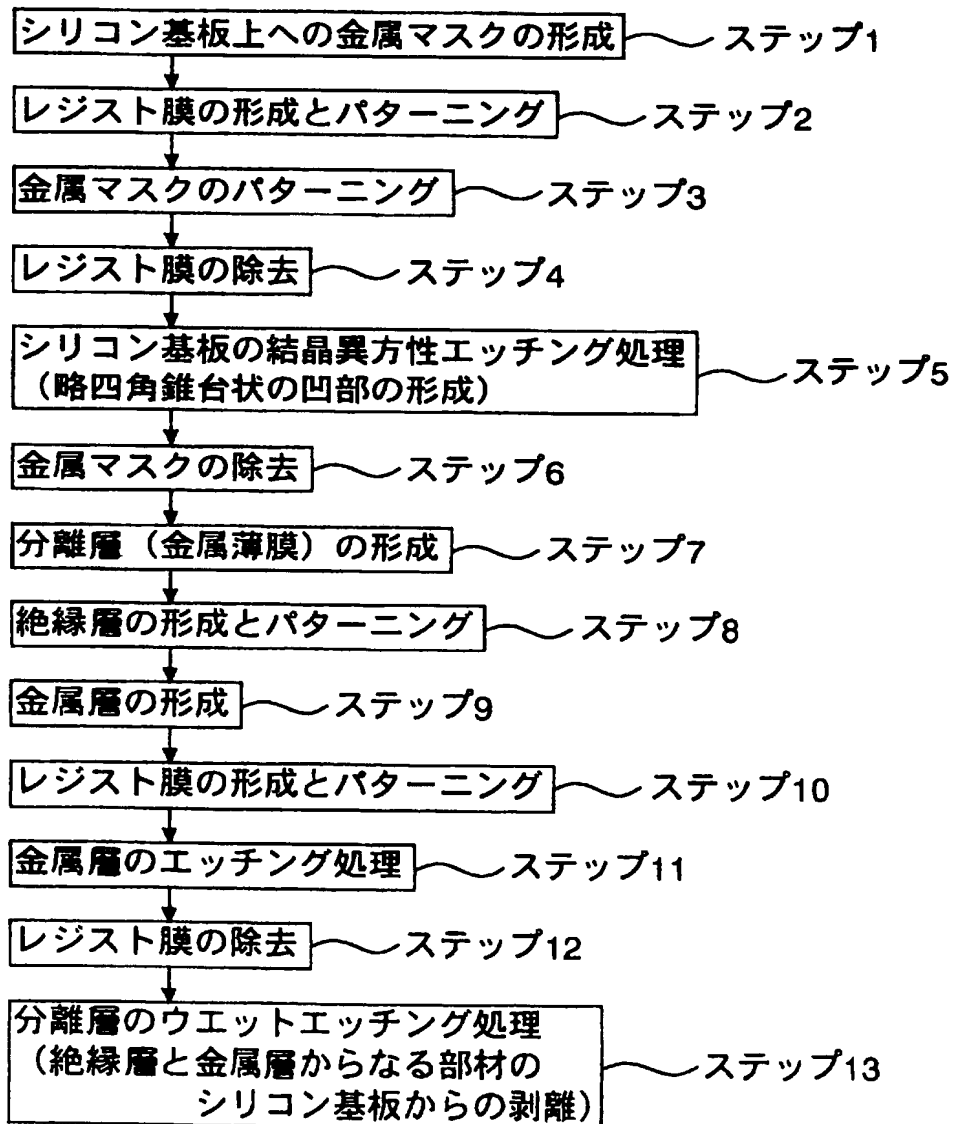 シリコン基板上への金属マスクの形成 ステップ1
レジスト膜の形成とパターニング ステップ2
金属マスクのパターニング ステップ3
レジスト膜の除去 ステップ4
シリコン基板の結晶異方性エッチング処理
(略四角錐台状の凹部の形成) ステップ5
金属マスクの除去 ステップ6
分離層(金属薄膜)の形成 ステップ7
絶縁層の形成とパターニング ステップ8
金属層の形成 ステップ9
レジスト膜の形成とパターニング ステップ10
金属層のエッチング処理 ステップ11
レジスト膜の除去 ステップ12
分離層のウエットエッチング処理
(絶縁層と金属層からなる部材の ステップ13
シリコン基板からの剥離)